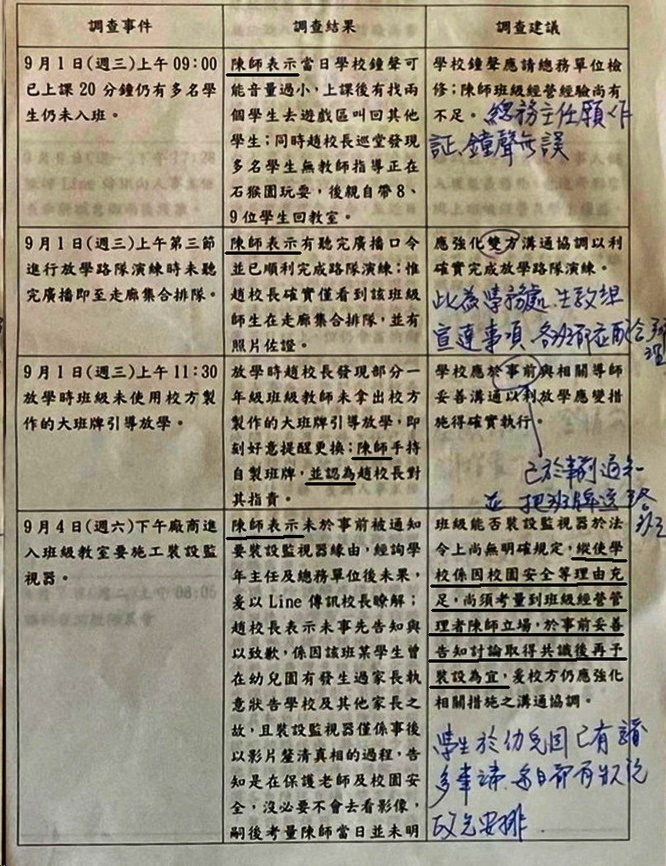 調查事件
調查結果
調查建議
9月1日(週三)上午09:00
已上課20分鐘仍有多名學
生仍未入班。
陳師表示當日學校鐘聲可
能音量過小，上課後有找兩
個學生去遊戲區叫回其他
學生；同時趙校長巡堂發現
多名學生無教師指導正在
石猴園玩耍，後親自帶8、
9位學生回教室。
學校鐘聲應請總務單位檢
修；陳師班級經營經驗尚有
不足。
總務主任願作
証、鐘聲無誤
9月1日(週三)上午第三節
進行放學路隊演練時未聽
完廣播即至走廊集合排隊。
陳師表示有聽完廣播口令
並已順利完成路隊演練；惟
趙校長確實僅看到該班級
師生在走廊集合排隊，並有
照片佐證。
應強化雙方溝通協調以利
確實完成放學路隊演練。
此為學務處、生教組
宣達事項、各班都應配合辦
理
9月1日(週三)上午11:30
放學時班級未使用校方製
作的大班牌引導放學。
放學時趙校長發現部分一
年級班級教師未拿出校方
製作的大班牌引導放學，即
刻好意提醒更換；陳師手持
自製班牌，並認為趙校長對
其指責。
學校應於事前與相關導師
妥善溝通以利放學應變措
施得確實執行。
已於事前通知
並把班牌送至各
班
9月4日(週六)下午廠商進
入班級教室要施工裝設監
視器。
陳師表示未於事前被通知
要裝設監視器緣由，經詢學
年主任及總務單位後未果，
爰以Line傳訊校長瞭解；
趙校長表示未事先告知與
以致歉，係因該班某學生曾
在幼兒園有發生過家長執
意狀告學校及其他家長之
故，且裝設監視器僅係事後
以影片釐清真相的過程，告
知是在保護老師及校園安
全，沒必要不會去看影像，
嗣後考量陳師當日並未明
班級能否裝設監視器於法
令上尚無明確規定，縱使學
校係因校園安全等理由充
足，尚須考量到班級經營管
理者陳師立場，於事前妥善
告知討論取得共識後再予
裝設為宜，爰校方仍應強化
相關措施之溝通協調。
學生於幼兒園已有諸
多事證、每日都有狀況
故先安排